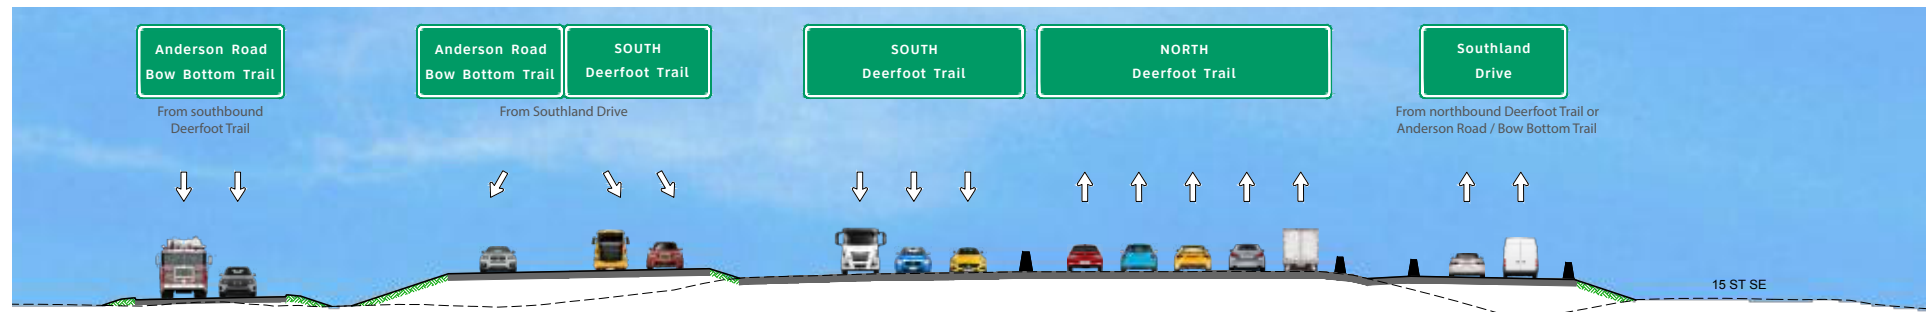 Anderson Road
Bow Bottom Trail
From southbound
Deerfoot Trail
Anderson Road
Bow Bottom Trail
SOUTH
Deerfoot Trail
From Southland Drive
SOUTH
Deerfoot Trail
NORTH
Deerfoot Trail
Southland
Drive
From northbound Deerfoot Trail or
Anderson Road / Bow Bottom Trail
15 ST SE